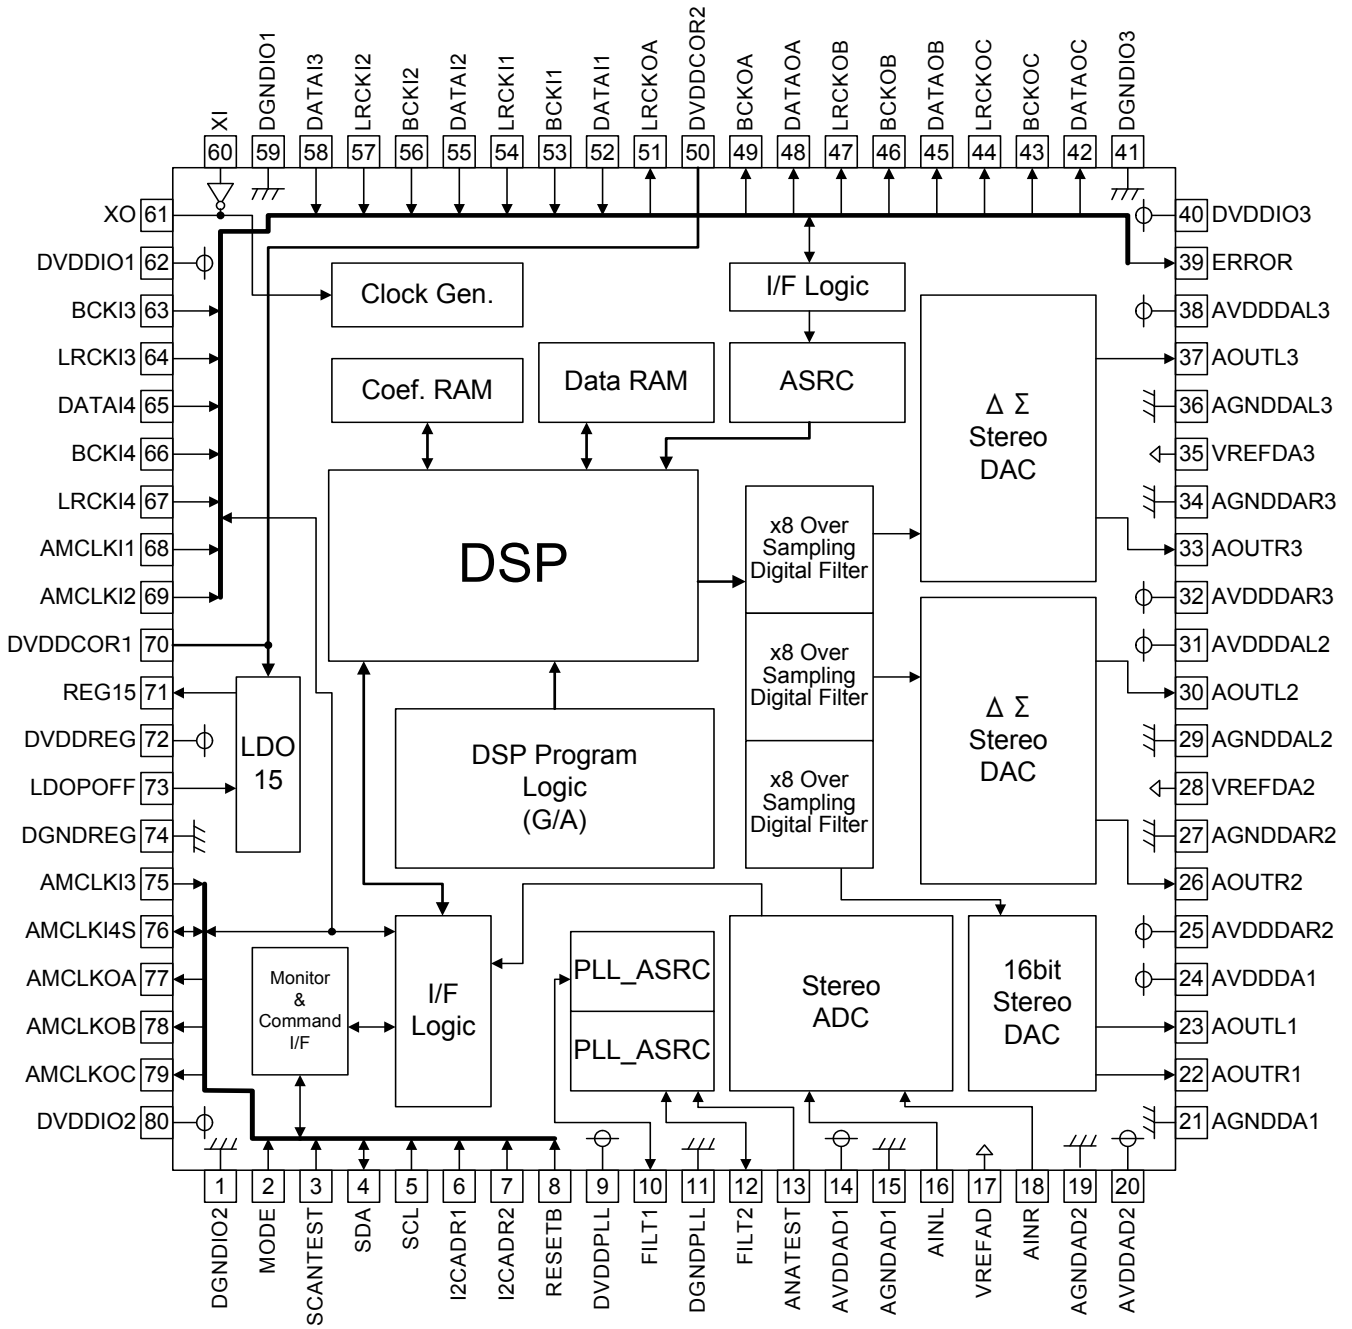 XI
DGNDIO1
DATAI3
LRCKI2
BCKI2
DATAI2
LRCKI1
BCKI1
DATAI1
LRCKOA
DVDDCOR2
BCKOA
DATAOA
LRCKOB
BCKOB
DATAOB
LRCKOC
BCKOC
DATAOC
DGNDIO3
60 59 58 57 56 55 54 53 52 51 50 49 48 47 46 45 44 43 42 41
XO 61
DVDDIO1 62
BCKI3 63
LRCKI3 64
DATAI4 65
BCKI4 66
LRCKI4 67
AMCLKI1 68
AMCLKI2 69
DVDDCOR1 70
REG15 71
DVDDREG 72
LDOPOFF 73
DGNDREG 74
AMCLKI3 75
AMCLKI4S 76
AMCLKOA 77
AMCLKOB 78
AMCLKOC 79
DVDDIO2 80
Clock Gen.
I/F Logic
Coef. RAM
Data RAM
ASRC
DSP
x8 Over
Sampling
Digital Filter
x8 Over
Sampling
Digital Filter
x8 Over
Sampling
Digital Filter
Δ Σ
Stereo
DAC
Δ Σ
Stereo
DAC
LDO
15
DSP Program
Logic
(G/A)
Monitor
&
Command
I/F
I/F
Logic
PLL_ASRC
PLL_ASRC
Stereo
ADC
16bit
Stereo
DAC
40 DVDDIO3
39 ERROR
38 AVDDDAL3
37 AOUTL3
36 AGNDDAL3
35 VREFDA3
34 AGNDDAR3
33 AOUTR3
32 AVDDDAR3
31 AVDDDAL2
30 AOUTL2
29 AGNDDAL2
28 VREFDA2
27 AGNDDAR2
26 AOUTR2
25 AVDDDAR2
24 AVDDDA1
23 AOUTL1
22 AOUTR1
21 AGNDDA1
1 2 3 4 5 6 7 8 9 10 11 12 13 14 15 16 17 18 19 20
DGNDIO2
MODE
SCANTEST
SDA
SCL
I2CADR1
I2CADR2
RESETB
DVDDPLL
FILT1
DGNDPLL
FILT2
ANATEST
AVDDAD1
AGNDAD1
AINL
VREFAD
AINR
AGNDAD2
AVDDAD2